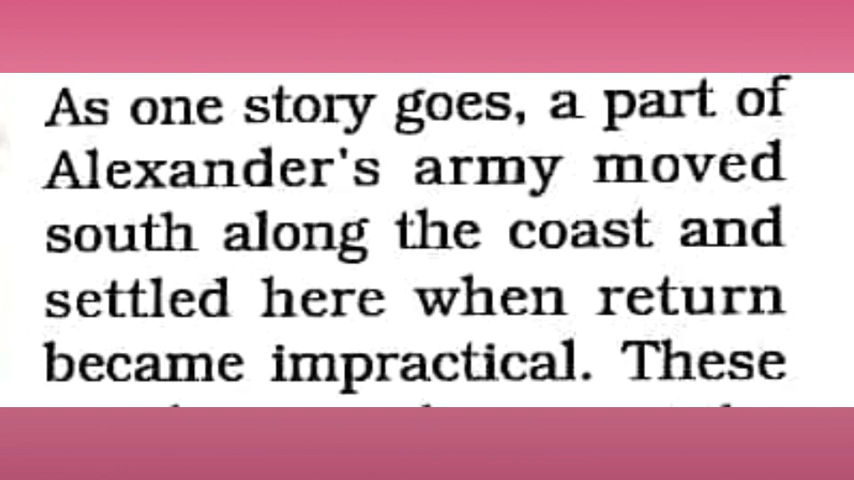 As one story goes, a part of
Alexander's army moved
south along the coast and
settled here when return
became impractical. These